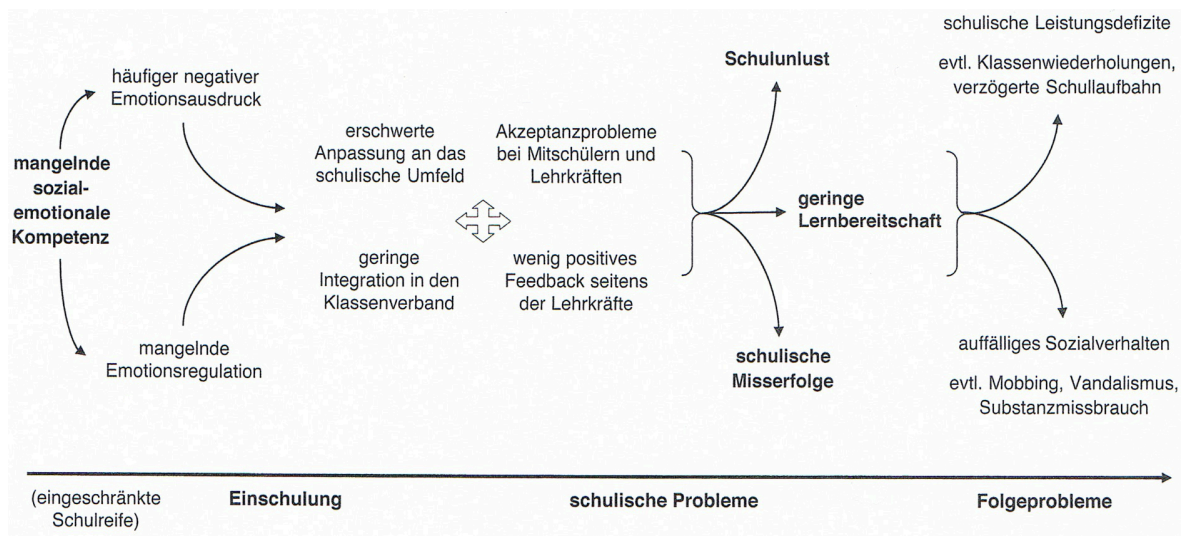 mangelnde
sozial-
emotionale
Kompetenz
häufiger negativer
Emotionsausdruck
mangelnde
Emotionsregulation
erschwerte
Anpassung an das
schulische Umfeld
Akzeptanzprobleme
bei Mitschülern und
Lehrkräften
geringe
Integration in den
Klassenverband
wenig positives
Feedback seitens
der Lehrkräfte
Schulunlust
geringe
Lernbereitschaft
schulische
Misserfolge
schulische Leistungsdefizite
evtl. Klassenwiederholungen,
verzögerte Schullaufbahn
auffälliges Sozialverhalten
evtl. Mobbing, Vandalismus,
Substanzmissbrauch
(eingeschränkte
Schulreife)
Einschulung
schulische Probleme
Folgeprobleme